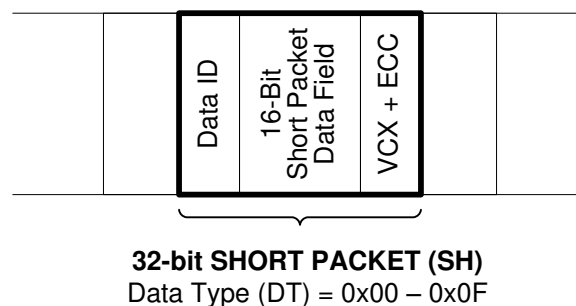 Data ID
16-Bit
Short Packet
Data Field
VCX + ECC
32-bit SHORT PACKET (SH)
Data Type (DT) = 0x00 – 0x0F